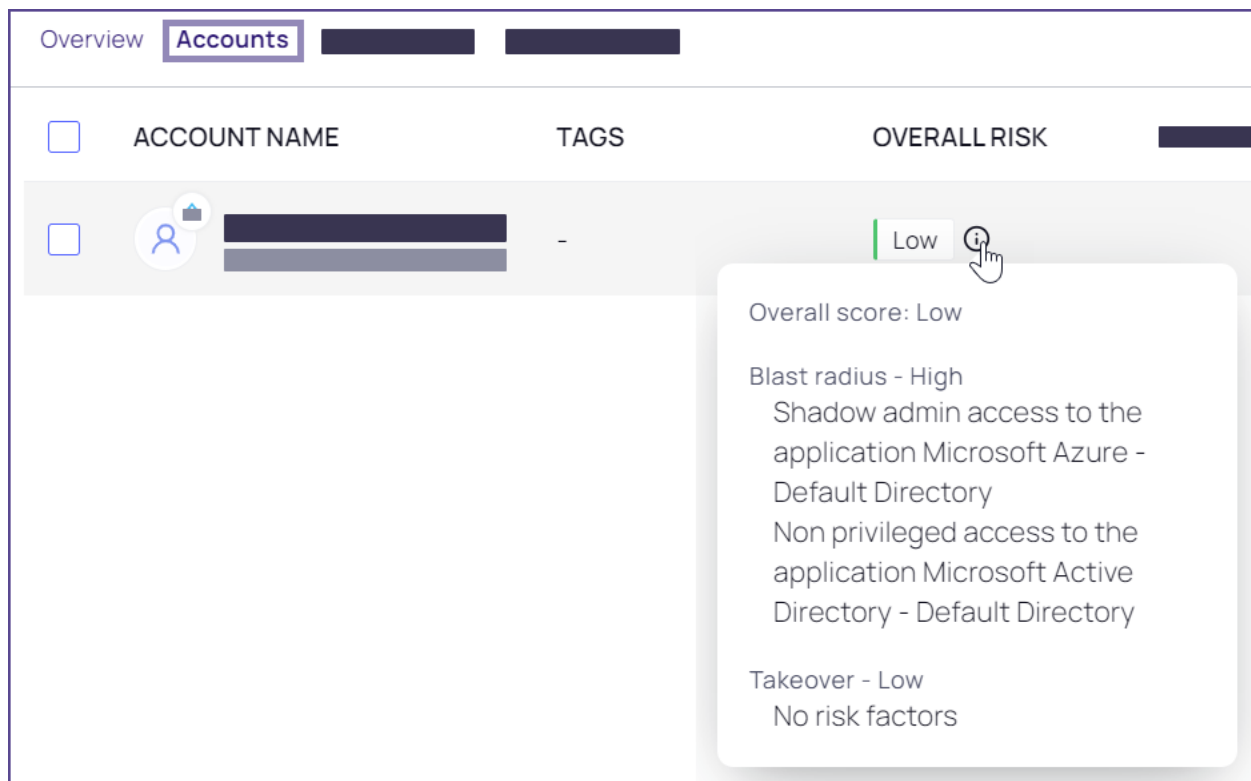 Overview Accounts
ACCOUNT NAME TAGS OVERALL RISK
- Low
Overall score: Low
Blast radius - High
Shadow admin access to the
application Microsoft Azure -
Default Directory
Non privileged access to the
application Microsoft Active
Directory - Default Directory
Takeover - Low
No risk factors